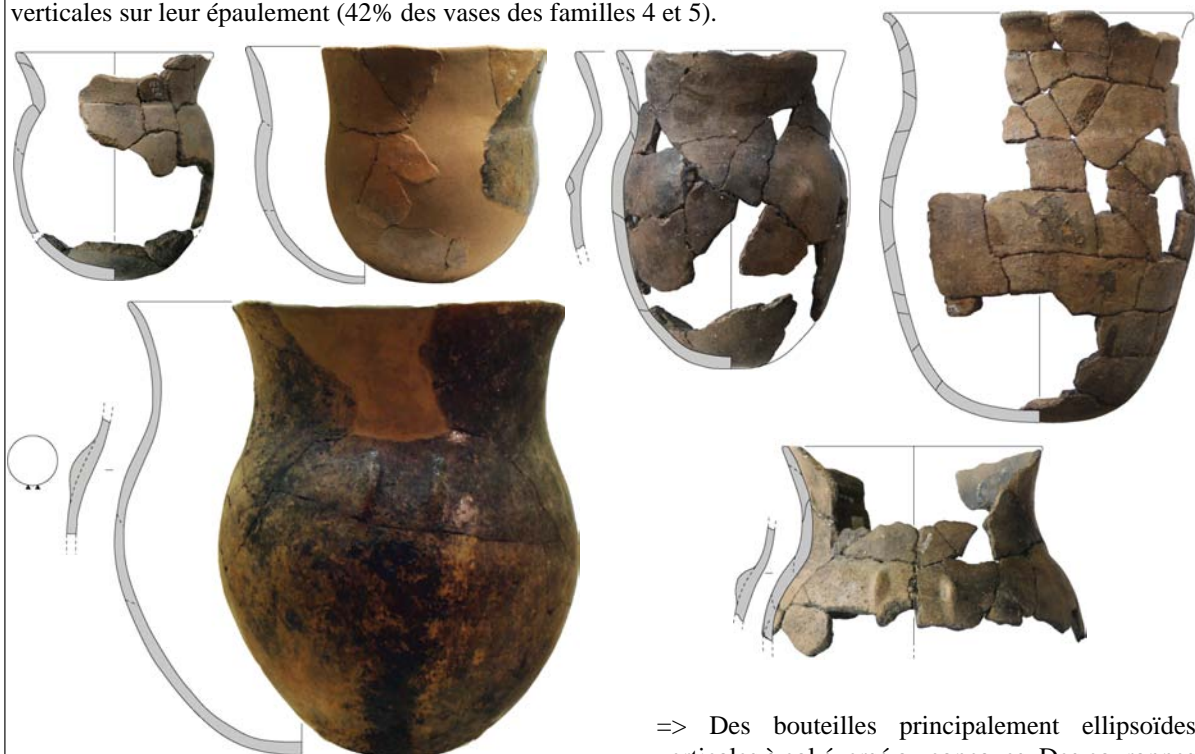 verticales sur leur épaulement (42% des vases des familles 4 et 5).
=> Des bouteilles principalement ellipsoïdes